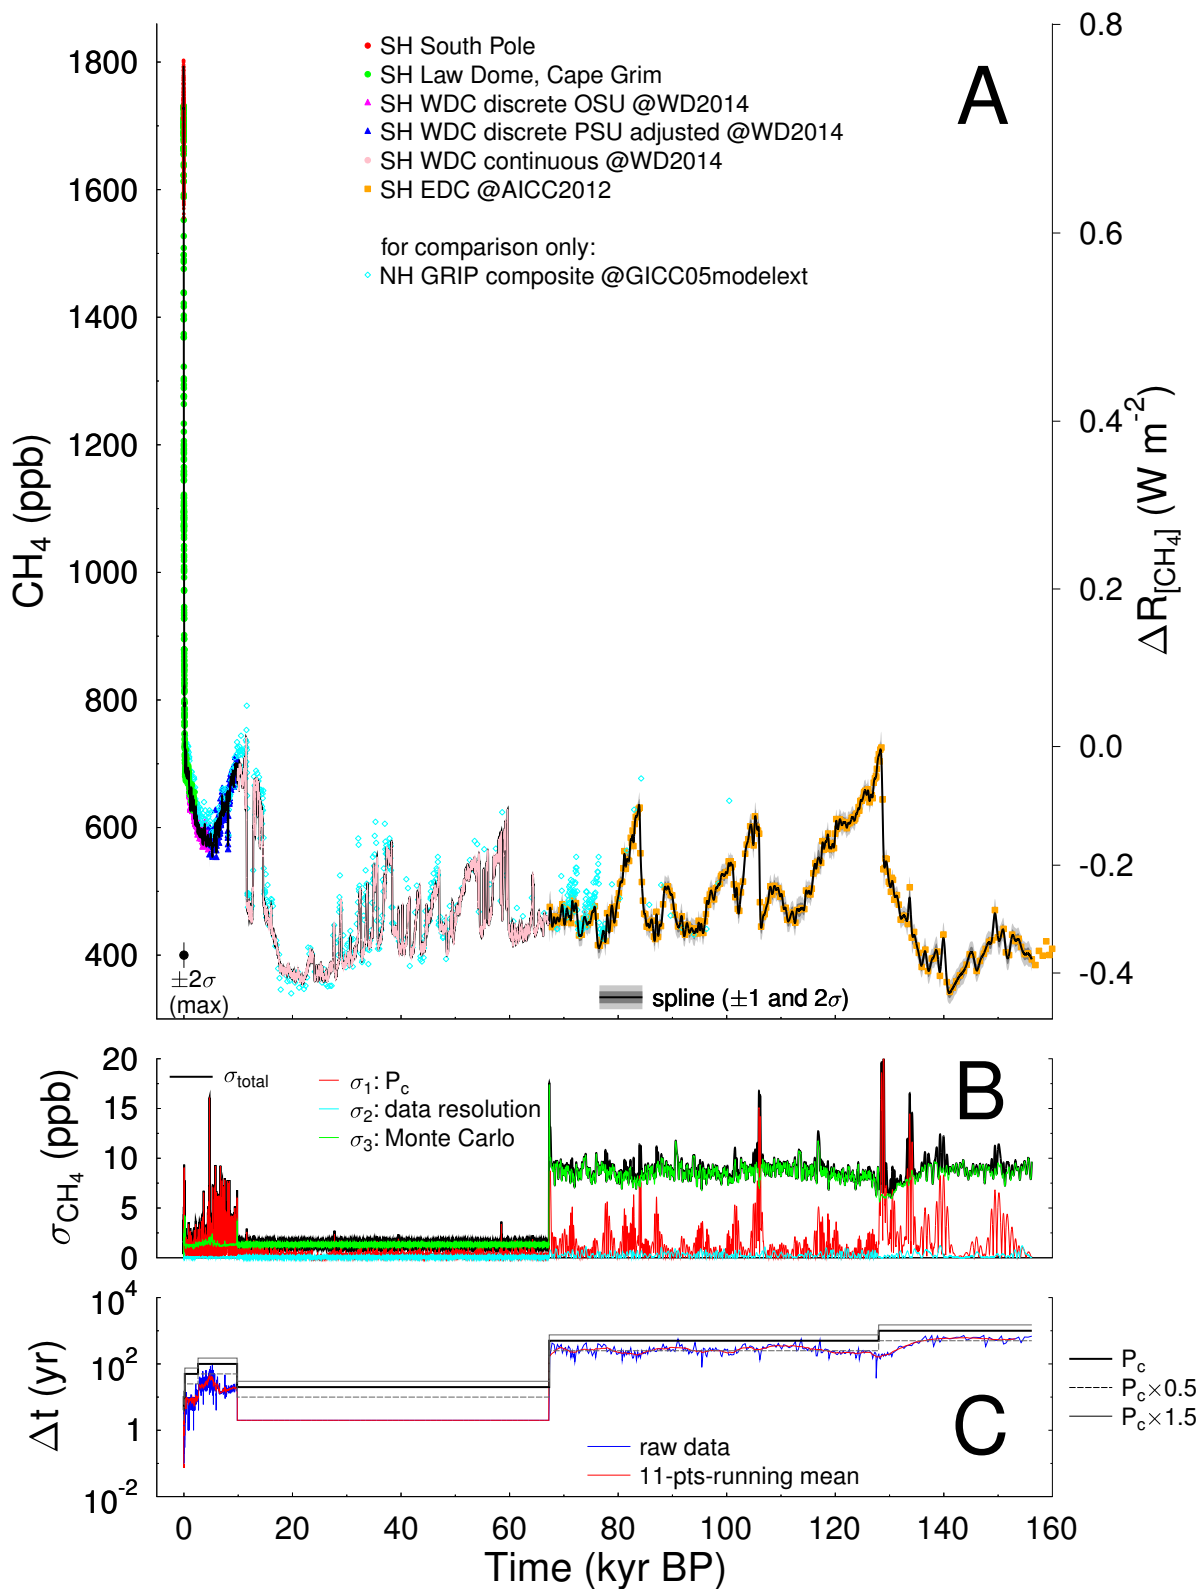 A
SH South Pole
SH Law Dome, Cape Grim
SH WDC discrete OSU @WD2014
SH WDC discrete PSU adjusted @WD2014
SH WDC continuous @WD2014
SH EDC @AICC2012
for comparison only:
NH GRIP composite @GICC05modelext
CH4 (ppb)
1800
1600
1400
1200
1000
800
600
400
ΔR[CH4] (W m-2)
0.8
0.6
0.4
0.2
0.0
-0.2
-0.4
±2σ
(max)
spline (±1 and 2σ)
B
σCH4 (ppb)
20
15
10
5
0
σtotal
σ1: Pc
σ2: data resolution
σ3: Monte Carlo
C
Δt (yr)
10^4
10^2
1
10^-2
raw data
11-pts-running mean
Pc
Pc×0.5
Pc×1.5
0 20 40 60 80 100 120 140 160
Time (kyr BP)